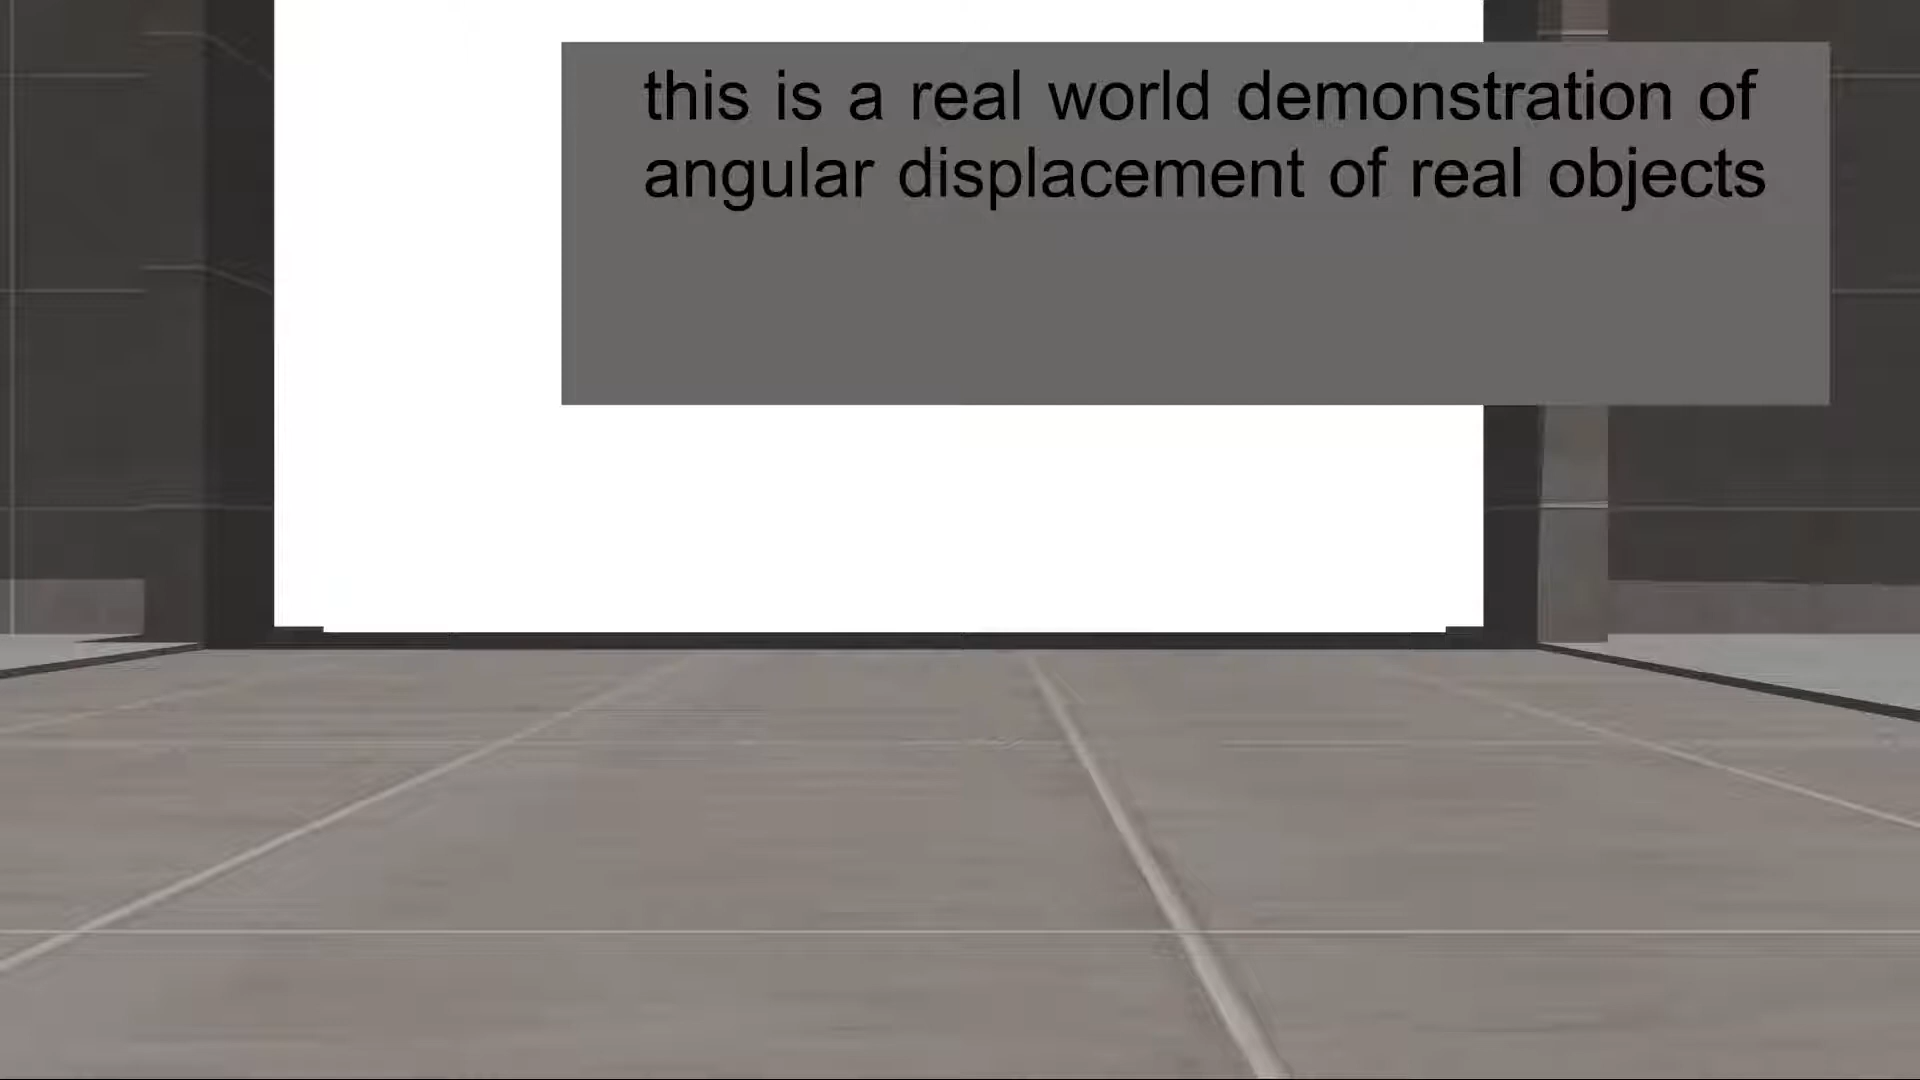 this is a real world demonstration of
angular displacement of real objects